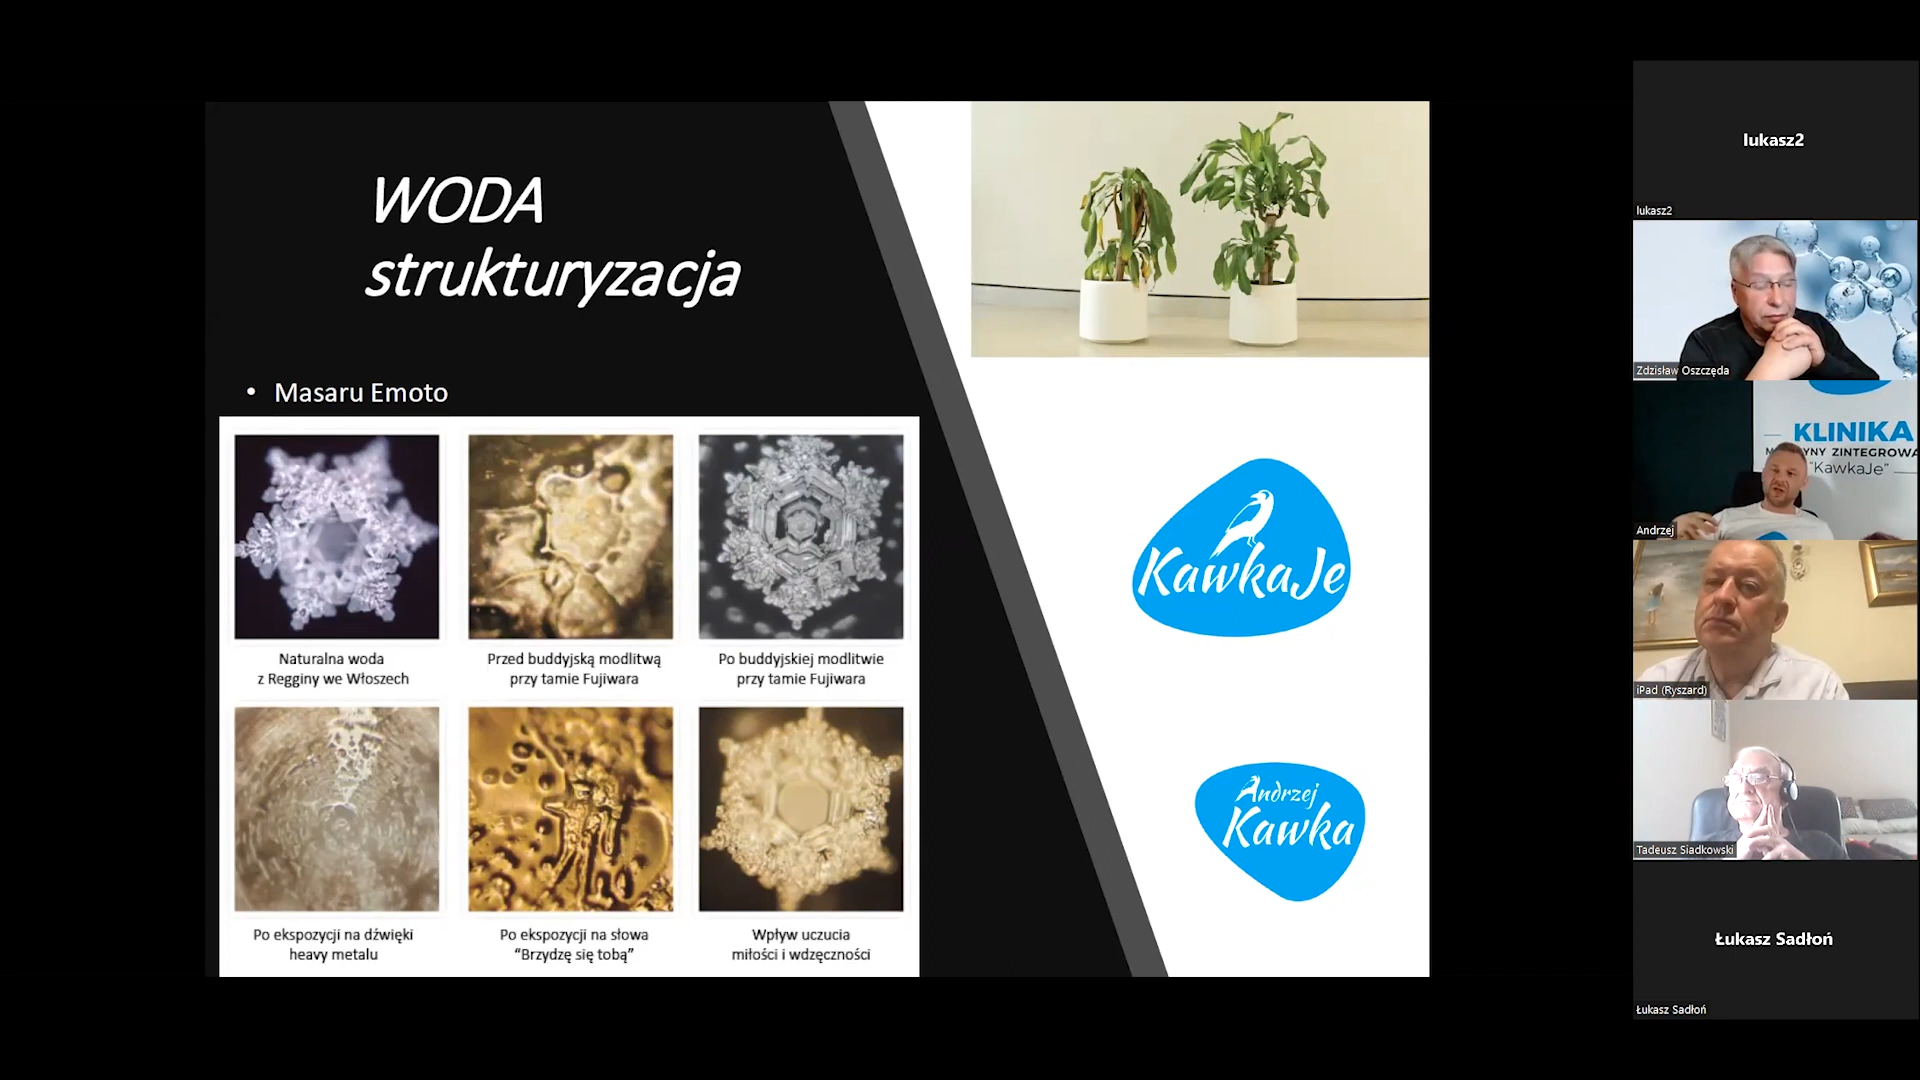 WODA
strukturyzacja
• Masaru Emoto
Naturalna woda
z Regginy we Włoszech
Przed buddyjską modlitwą
przy tamie Fujiwara
Po buddyjskiej modlitwie
przy tamie Fujiwara
Po ekspozycji na dźwięki
heavy metalu
Po ekspozycji na słowa
“Brzydzę się tobą”
Wpływ uczucia
miłości i wdzęczności
KawkaJe
Andrzej
Kawka
lukasz2
lukasz2
Zdzisław Oszczęda
KLINIKA
ZINTEGROWA
"KawkaJe"
Andrzej
iPad (Ryszard)
Tadeusz Siadkowski
Łukasz Sadłoń
Łukasz Sadłoń